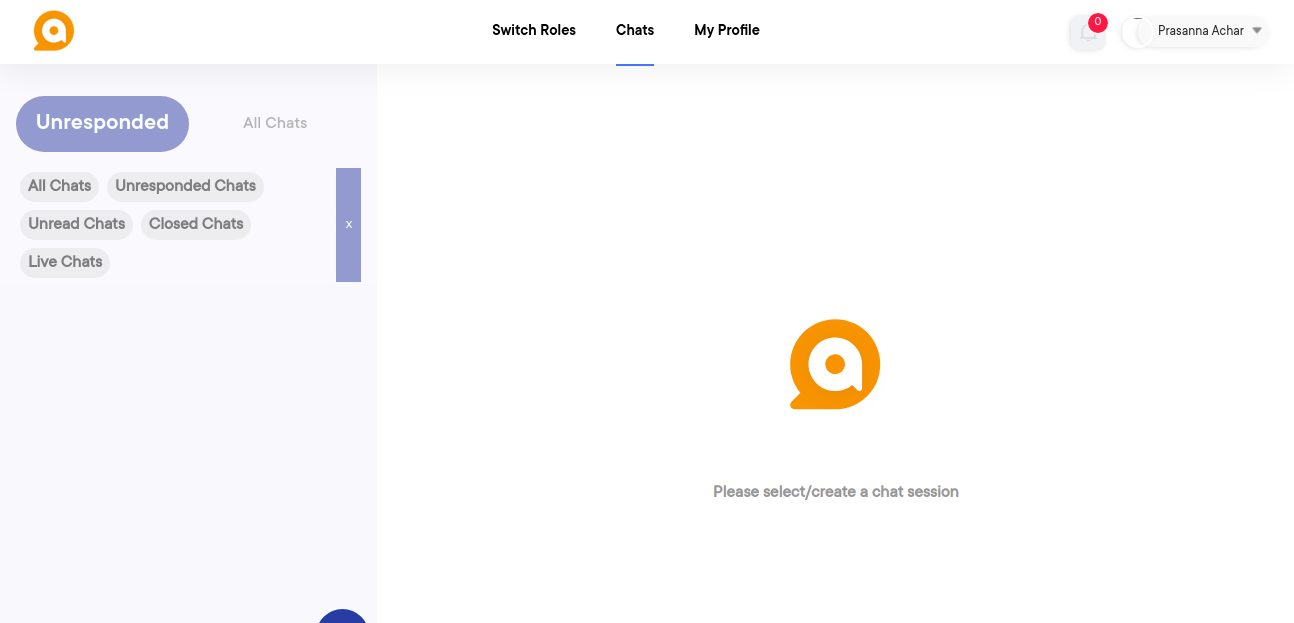 Switch Roles Chats My Profile 0 Prasanna Achar
Unresponded All Chats
All Chats Unresponded Chats
Unread Chats Closed Chats x
Live Chats
Please select/create a chat session